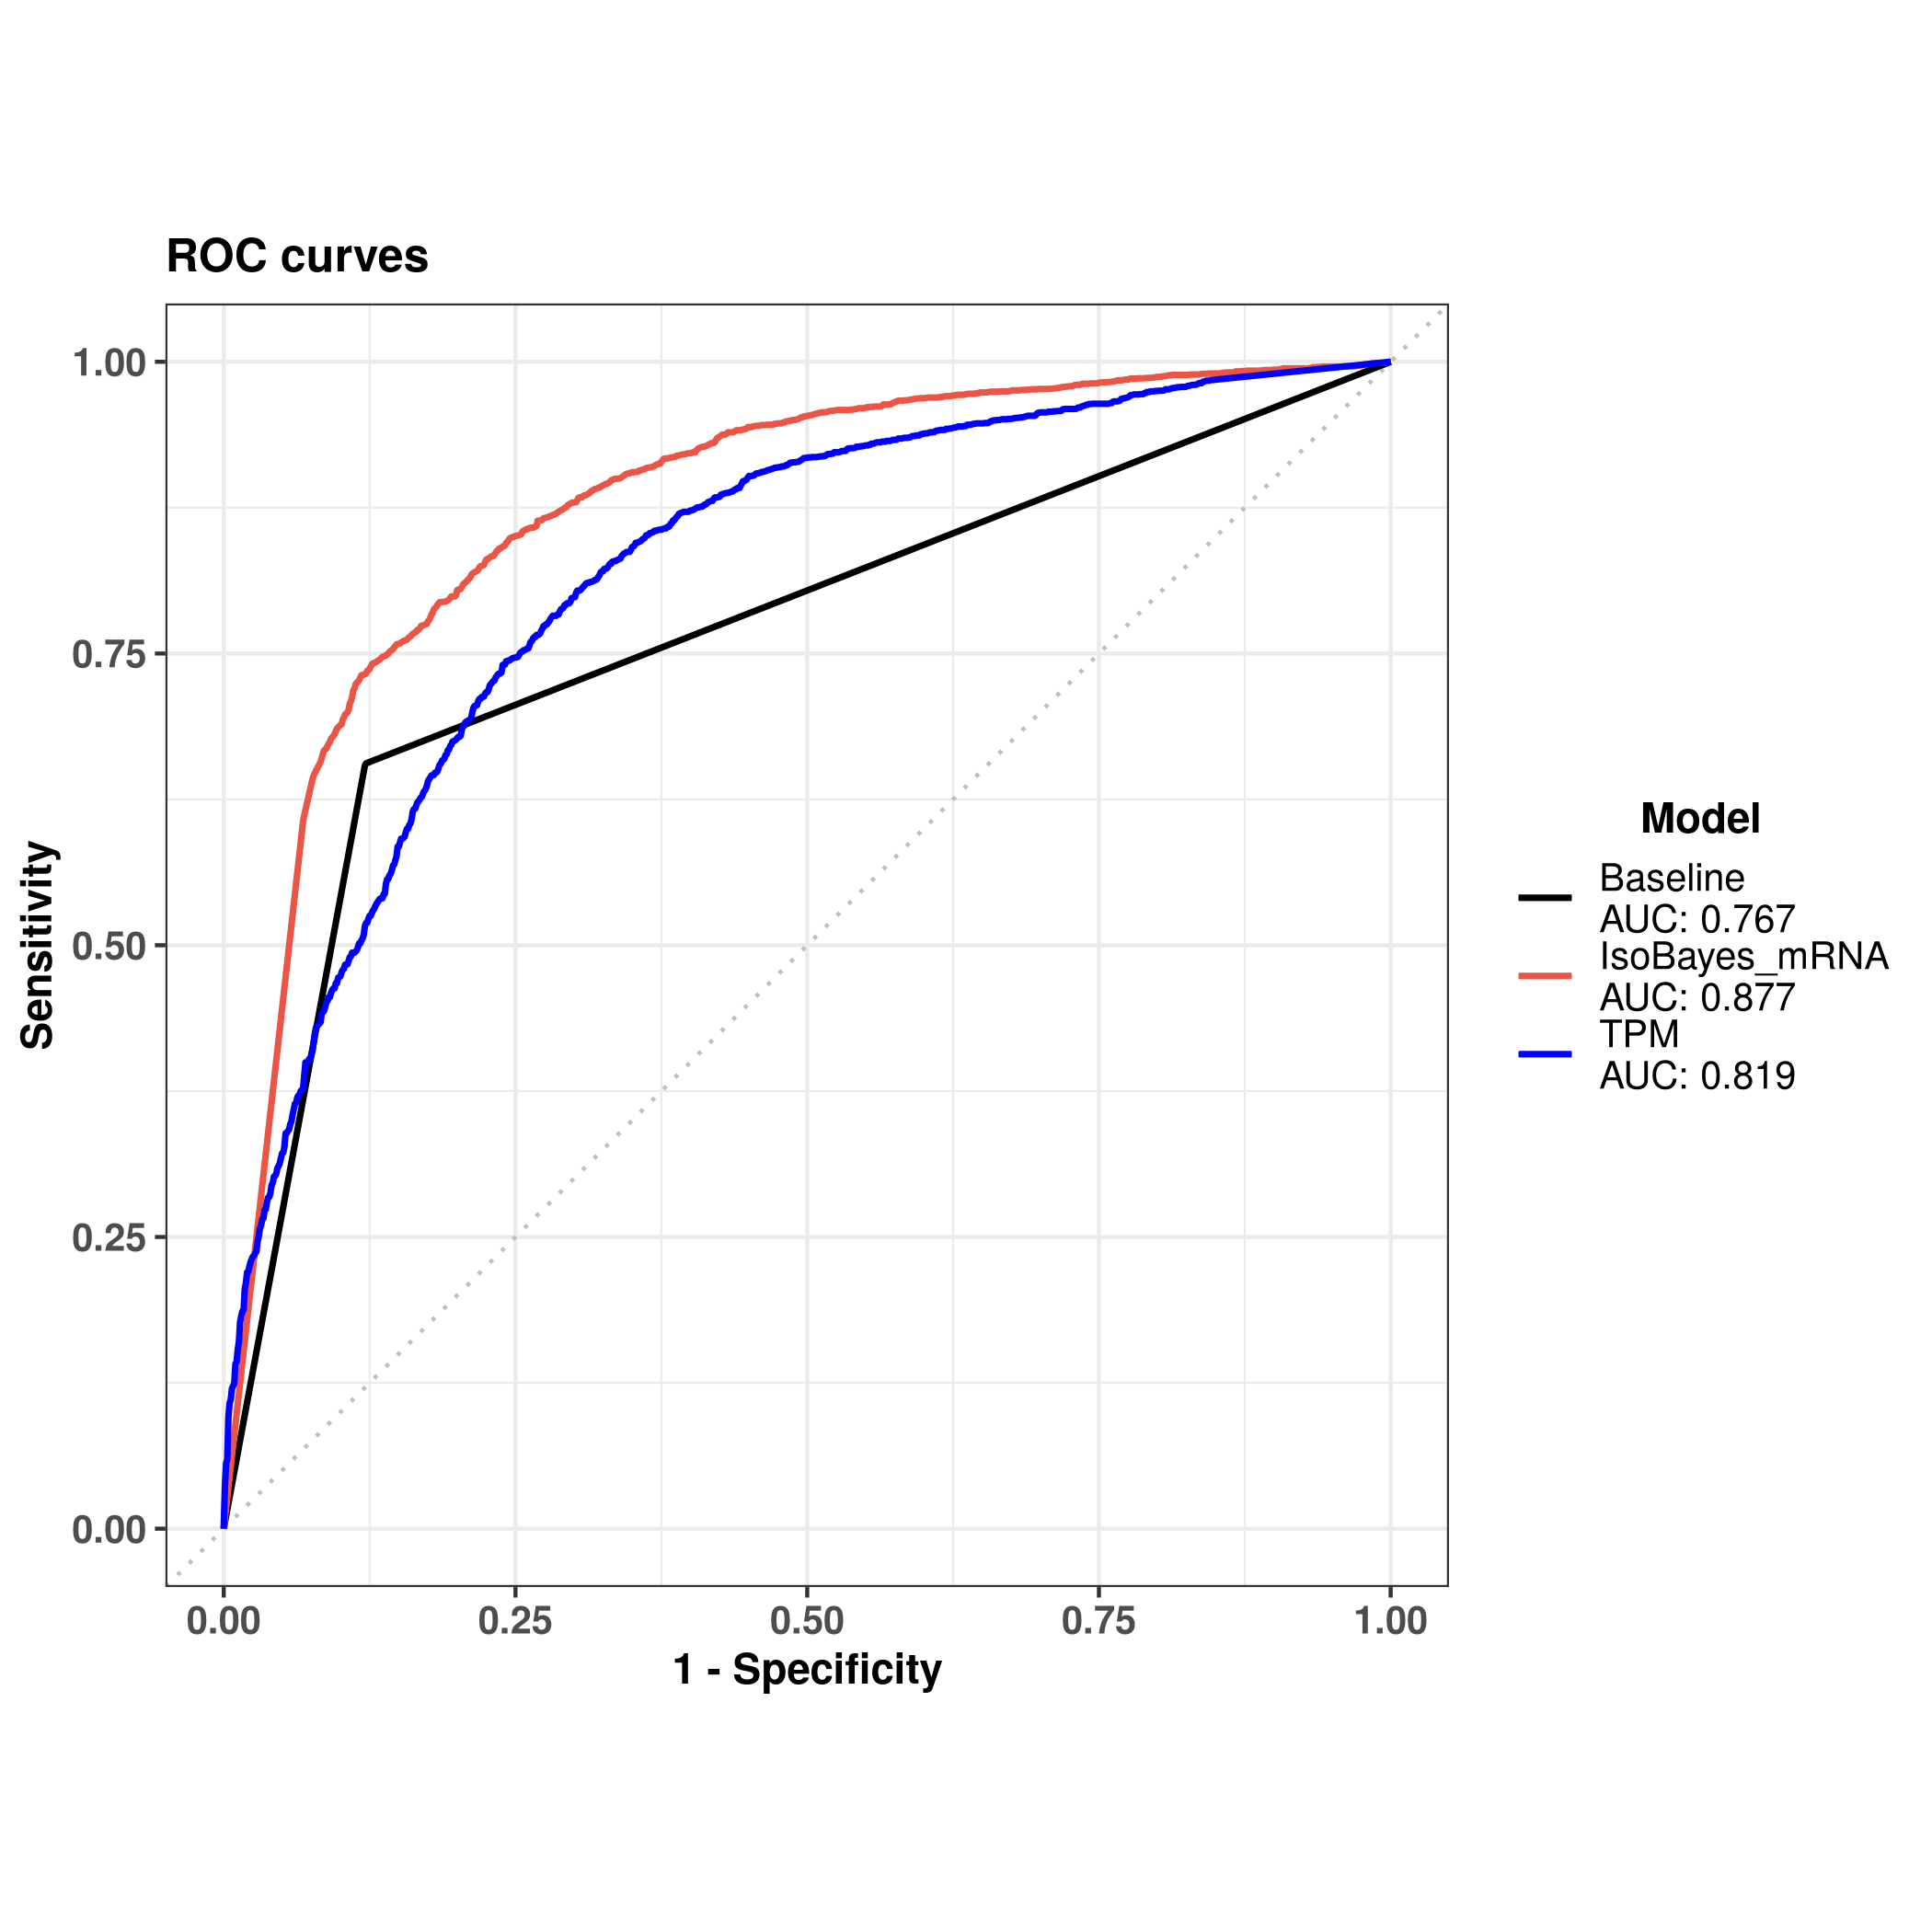 ROC curves
1.00
0.75
0.50
0.25
0.00
Sensitivity
0.00 0.25 0.50 0.75 1.00
1 - Specificity
Model
Baseline
AUC: 0.767
IsoBayes_mRNA
AUC: 0.877
TPM
AUC: 0.819